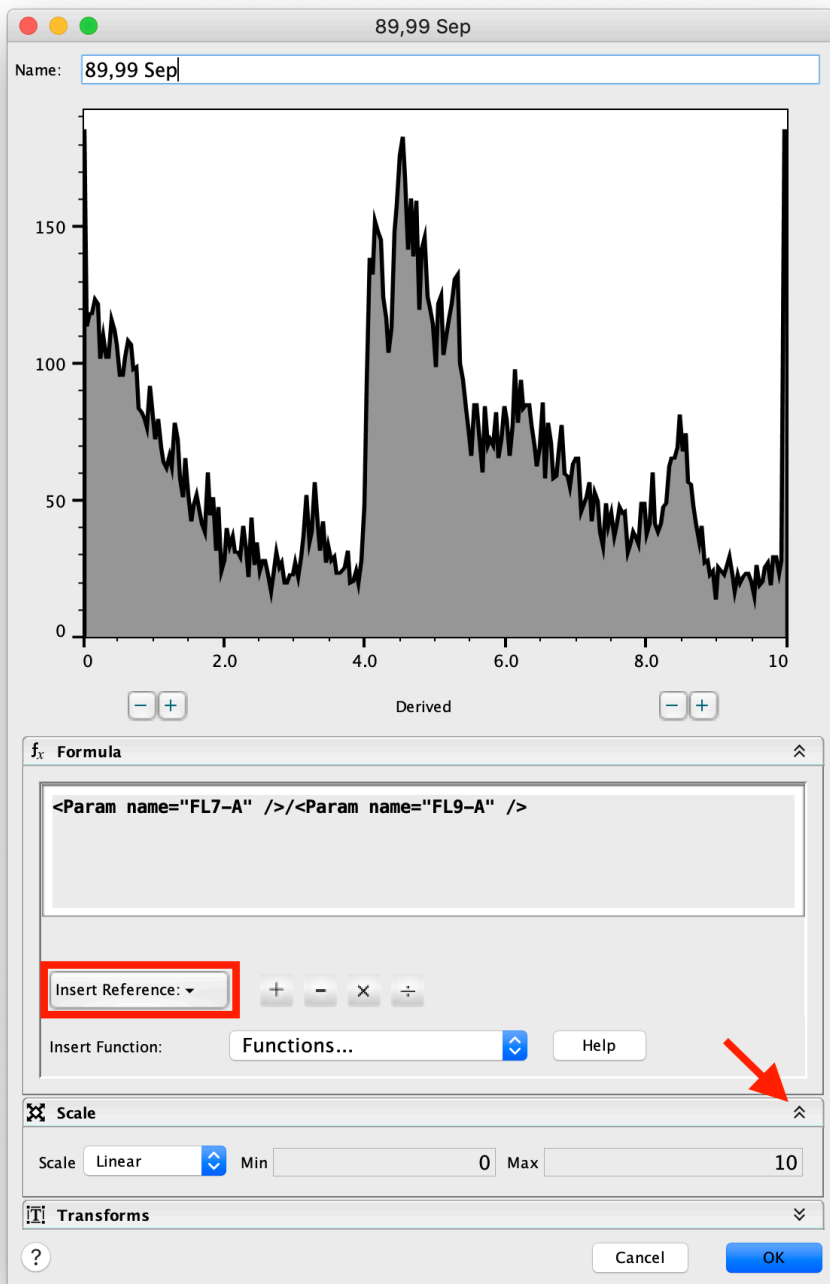 89,99 Sep
Name: 89,99 Sep
150
100
50
0
0 2.0 4.0 6.0 8.0 10
− + Derived − +
fx Formula
<Param name="FL7-A" />/<Param name="FL9-A" />
Insert Reference: + − × ÷
Insert Function: Functions... Help
Scale
Scale Linear Min 0 Max 10
T Transforms
? Cancel OK